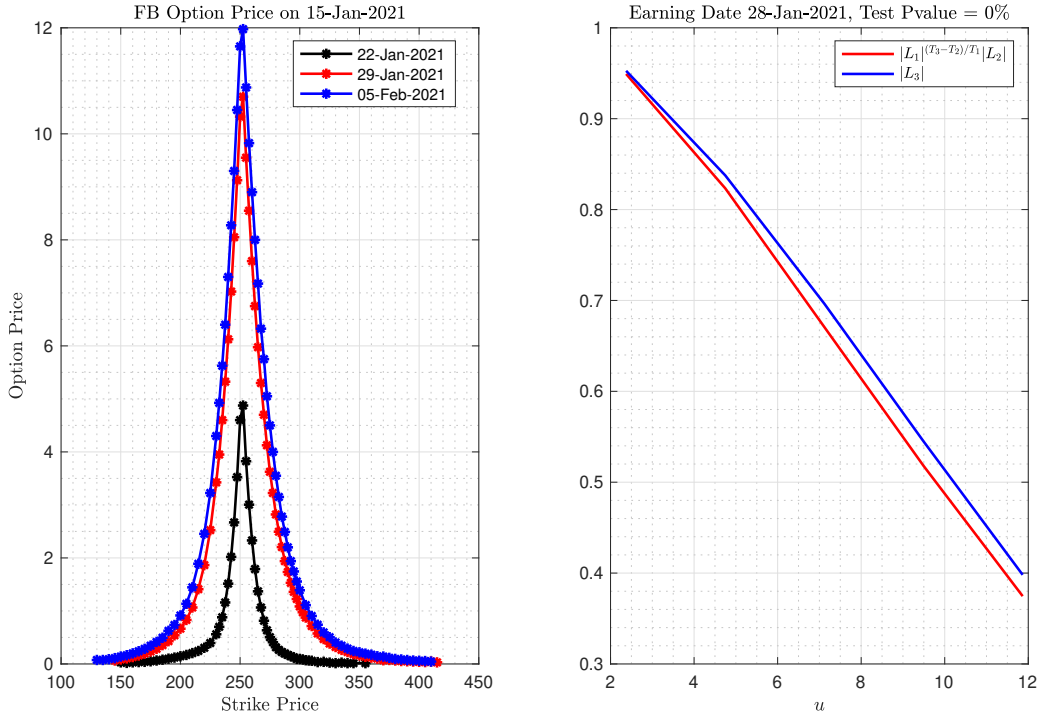 FB Option Price on 15-Jan-2021
12
10
8
6
4
2
0
Option Price
100 150 200 250 300 350 400 450
Strike Price
22-Jan-2021
29-Jan-2021
05-Feb-2021
Earning Date 28-Jan-2021, Test Pvalue = 0%
1
0.9
0.8
0.7
0.6
0.5
0.4
0.3
2 4 6 8 10 12
u
|L₁|^{(T₃−T₂)/T₁}|L₂|
|L₃|